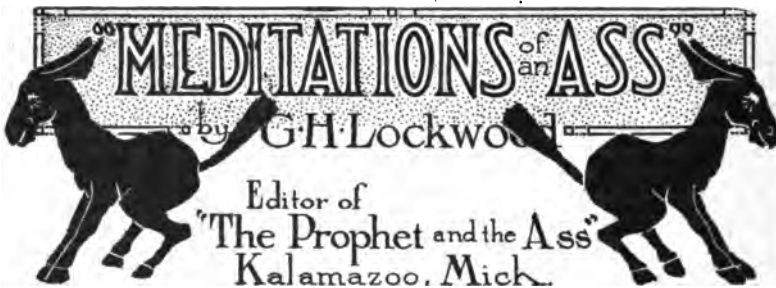 "MEDITATIONS of an ASS"
by G·H·Lockwood
Editor of
"The Prophet and the Ass"
Kalamazoo, Mich.